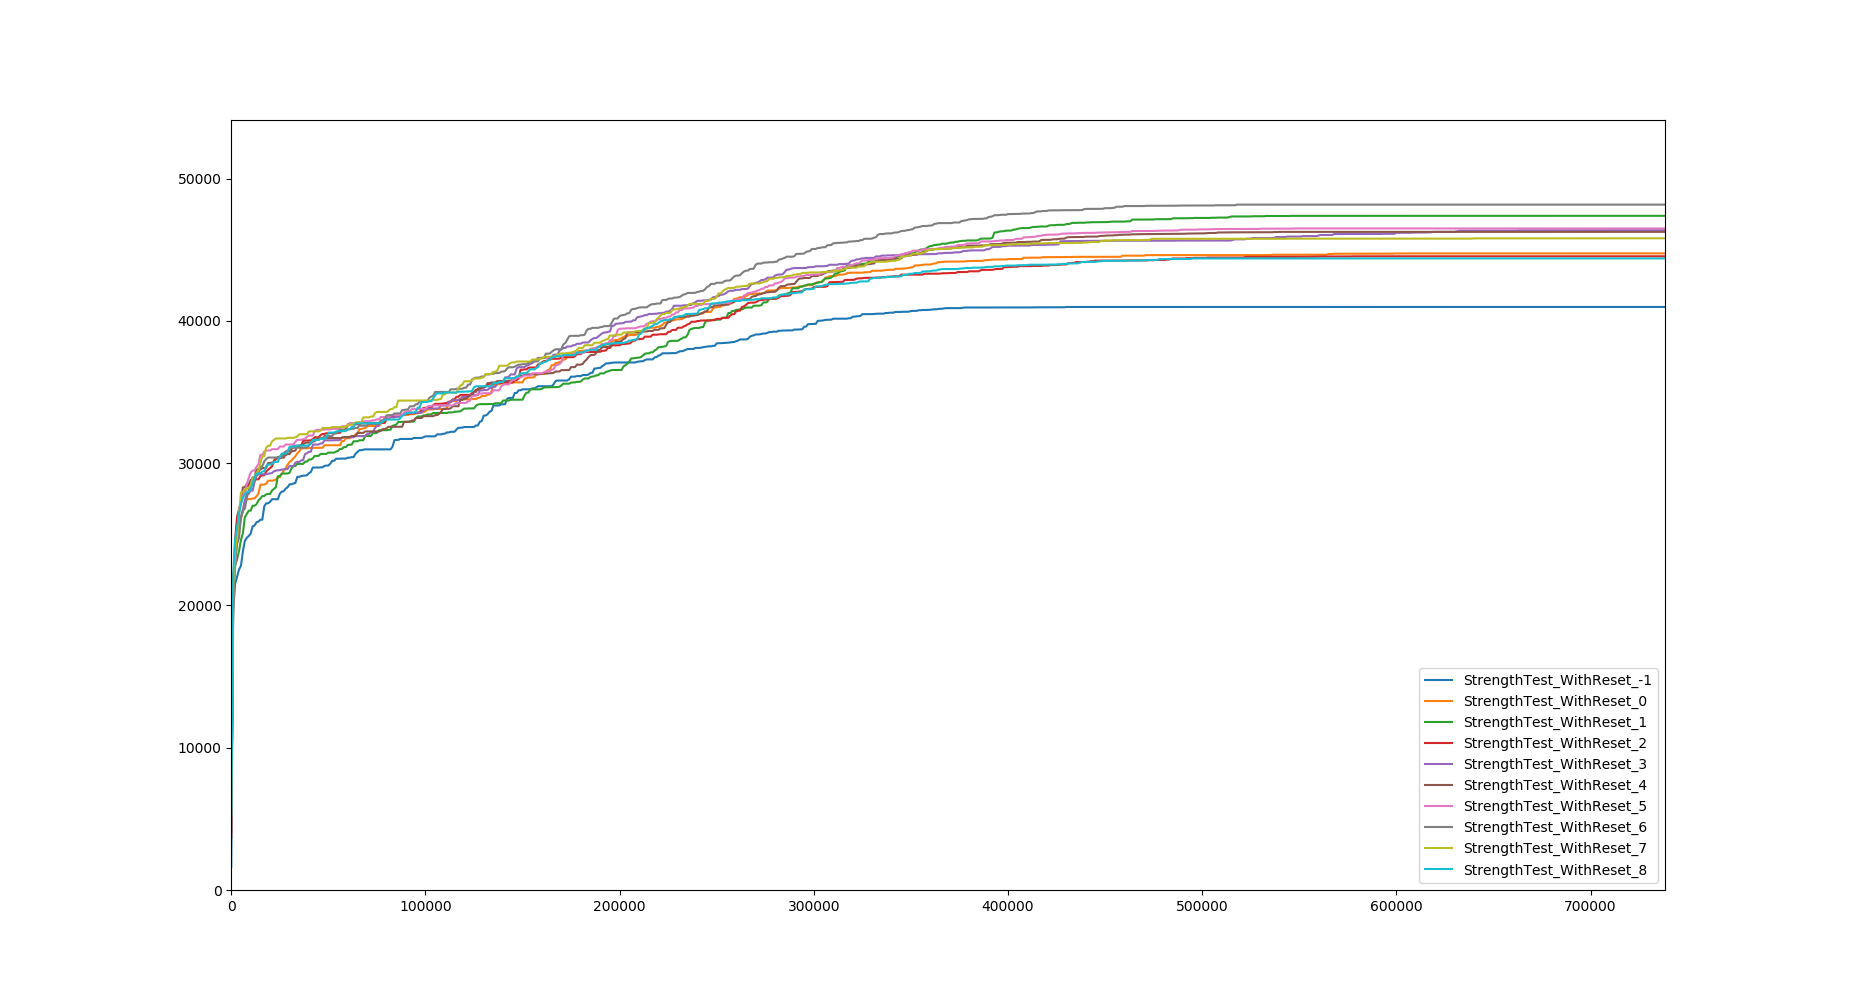 50000
40000
30000
20000
10000
0
0 100000 200000 300000 400000 500000 600000 700000
StrengthTest_WithReset_-1
StrengthTest_WithReset_0
StrengthTest_WithReset_1
StrengthTest_WithReset_2
StrengthTest_WithReset_3
StrengthTest_WithReset_4
StrengthTest_WithReset_5
StrengthTest_WithReset_6
StrengthTest_WithReset_7
StrengthTest_WithReset_8